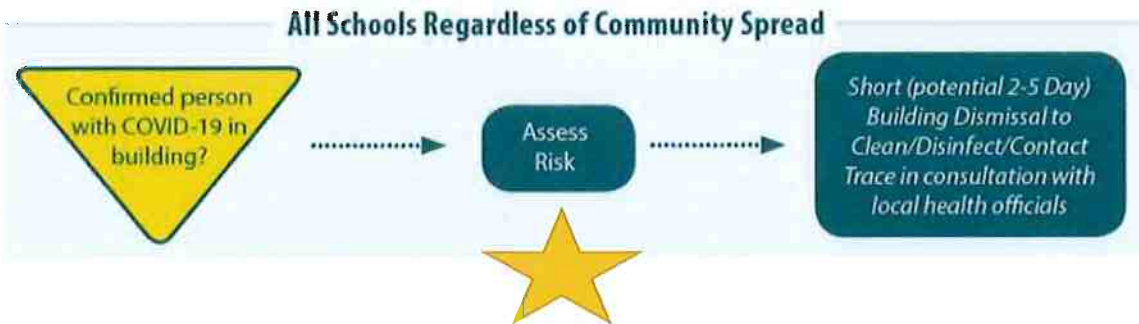 All Schools Regardless of Community Spread
Confirmed person
with COVID-19 in
building?
Assess
Risk
Short (potential 2-5 Day)
Building Dismissal to
Clean/Disinfect/Contact
Trace in consultation with
local health officials